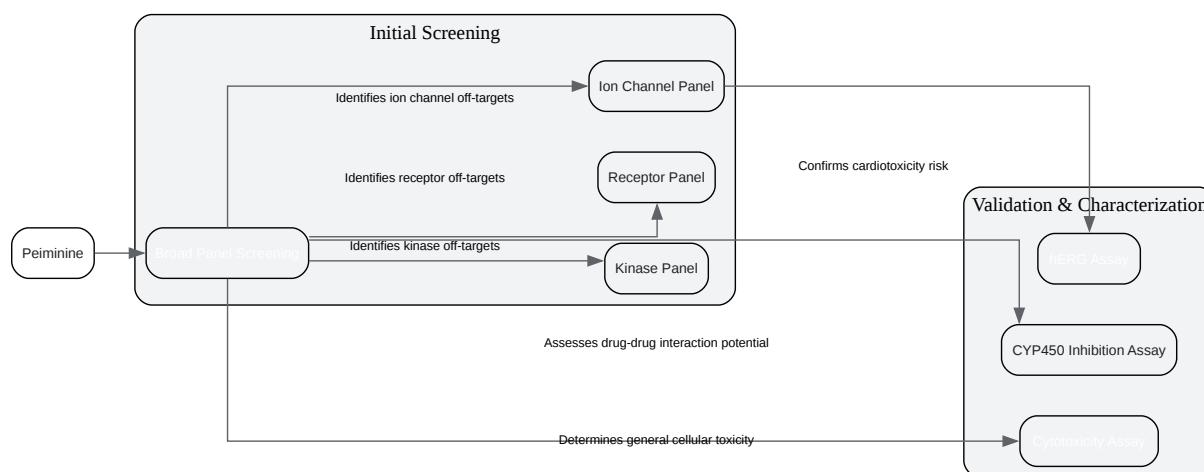 Initial Screening
Ion Channel Panel
Identifies ion channel off-targets
Confirms cardiotoxicity risk
Identifies receptor off-targets
Receptor Panel
Validation & Characterization
Peiminine
Broad Panel Screening
Identifies kinase off-targets
hERG Assay
Kinase Panel
Assesses drug-drug interaction potential
CYP450 Inhibition Assay
Determines general cellular toxicity
Cytotoxicity Assay